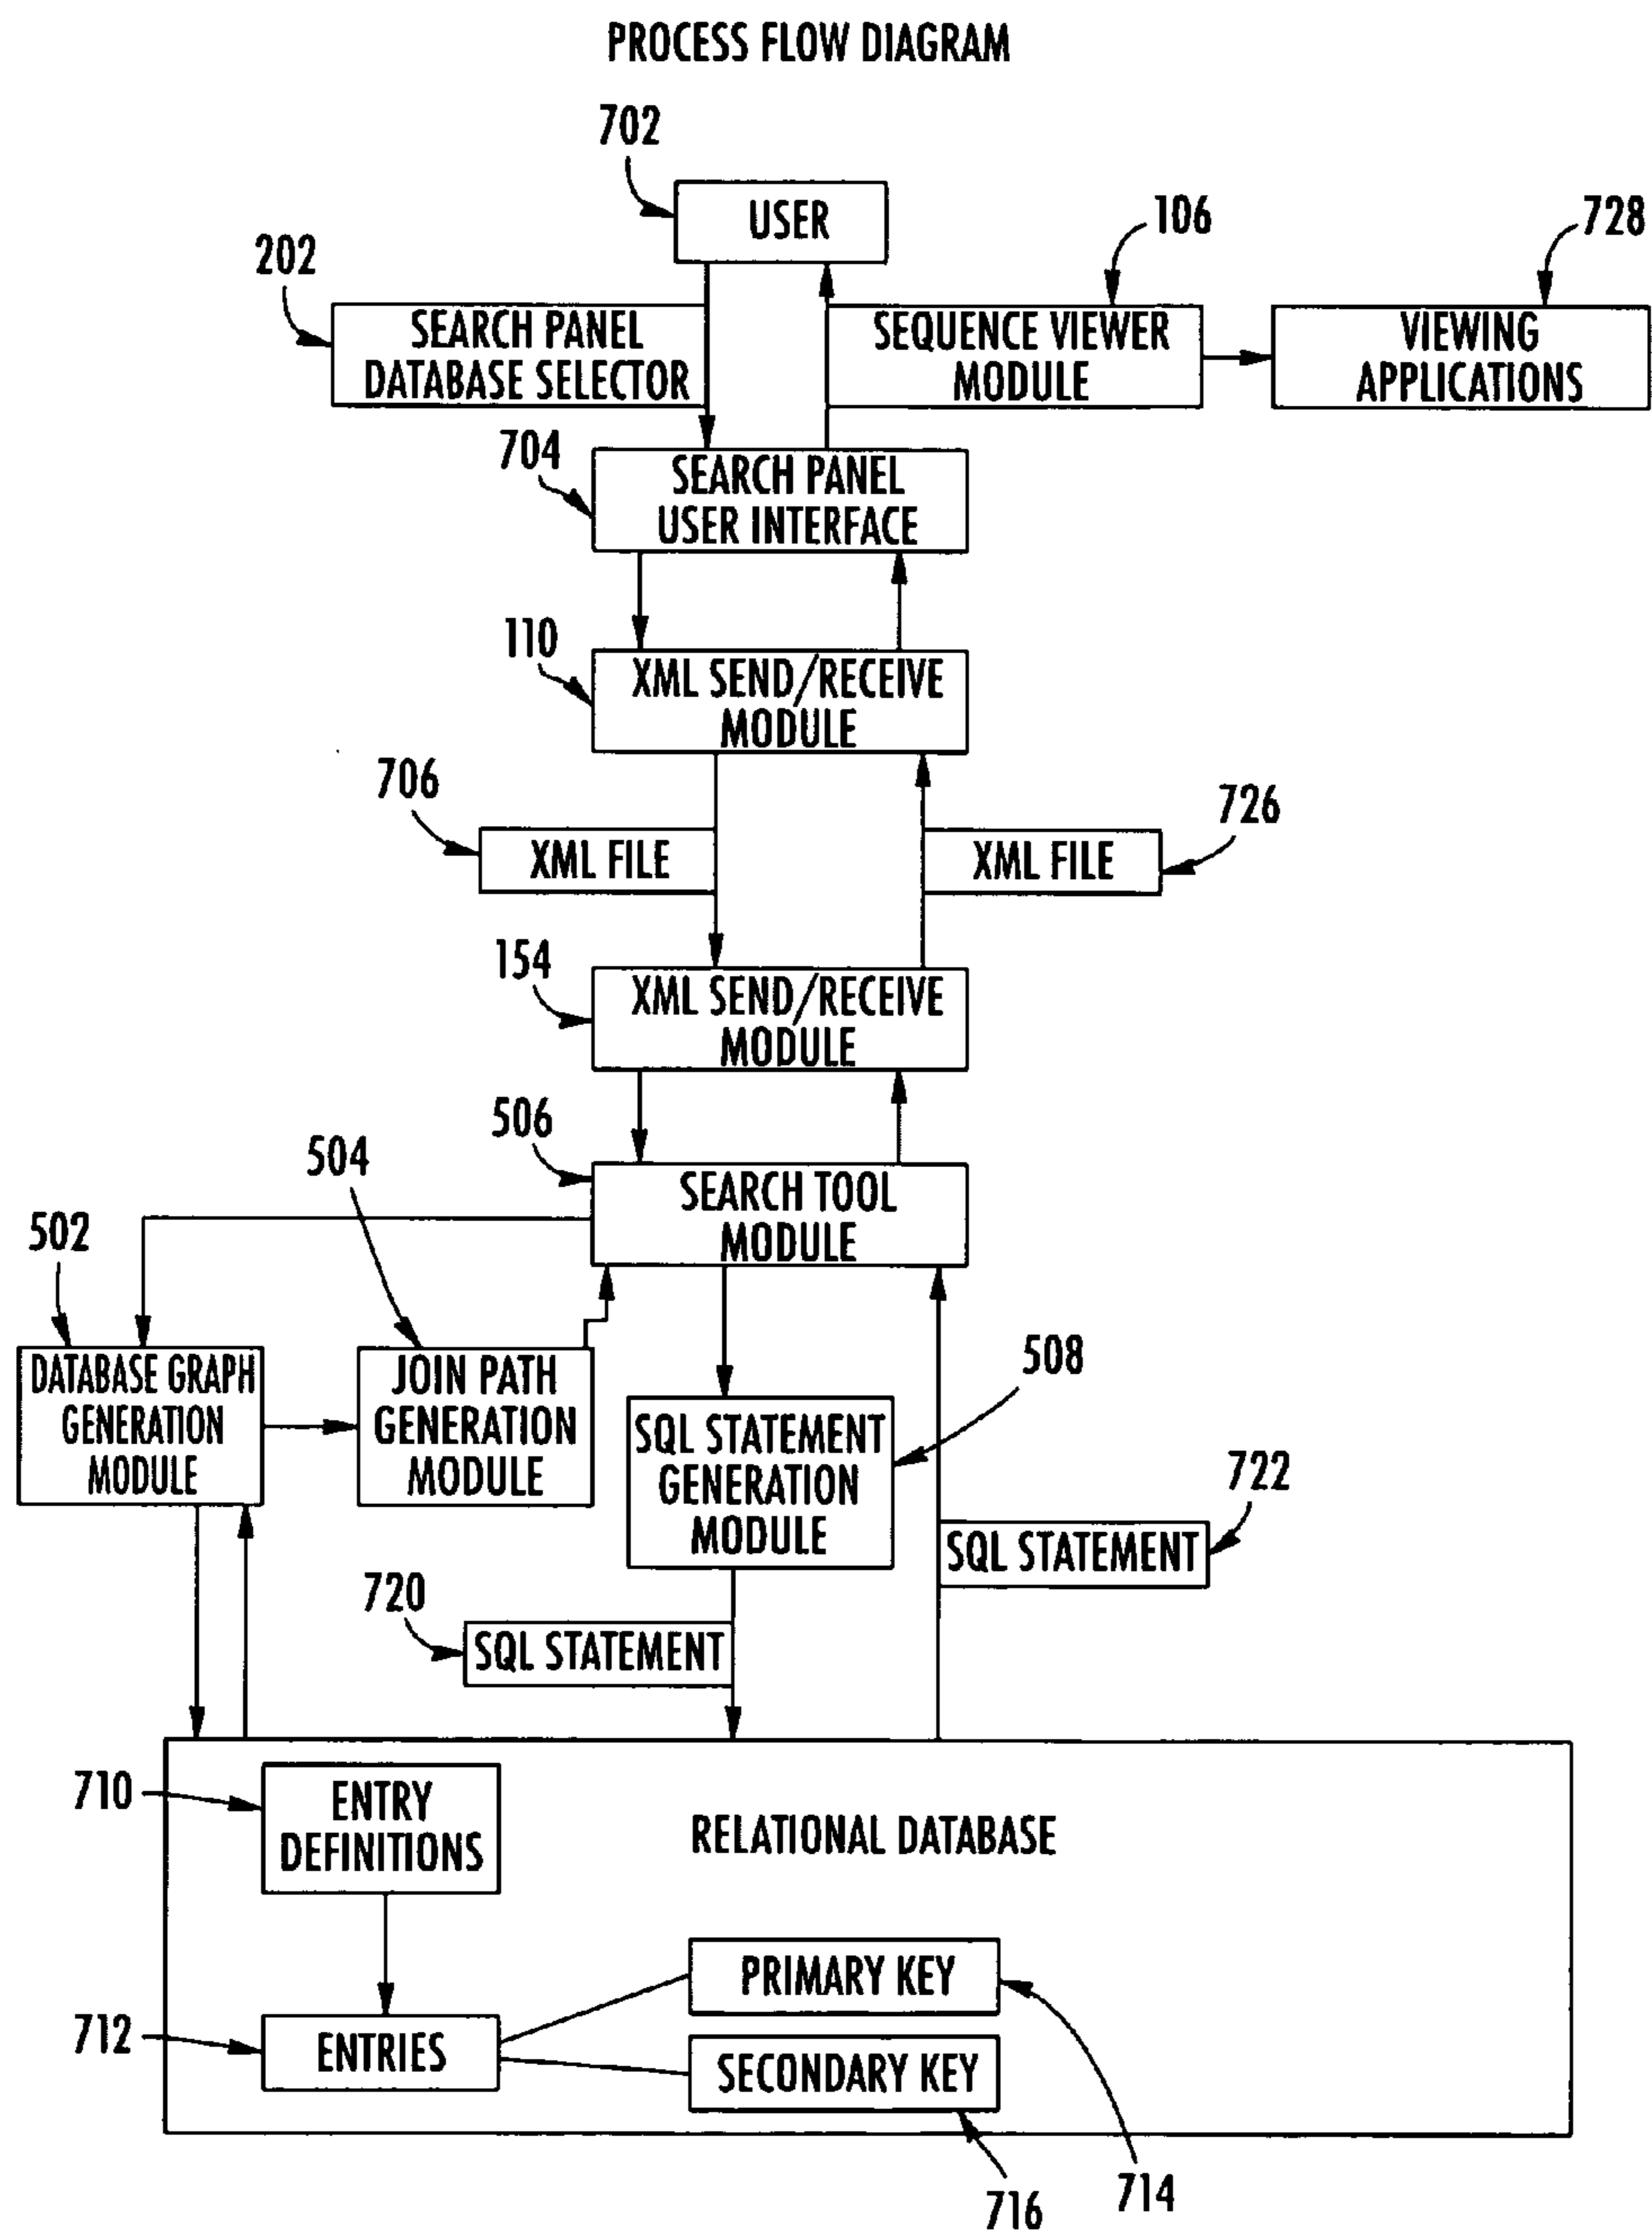 PROCESS FLOW DIAGRAM
702
USER
106
728
202
SEARCH PANEL
DATABASE SELECTOR
SEQUENCE VIEWER
MODULE
VIEWING
APPLICATIONS
704
SEARCH PANEL
USER INTERFACE
110
XML SEND/RECEIVE
MODULE
706
XML FILE
726
XML FILE
154
XML SEND/RECEIVE
MODULE
506
SEARCH TOOL
MODULE
504
502
DATABASE GRAPH
GENERATION
MODULE
JOIN PATH
GENERATION
MODULE
508
SQL STATEMENT
GENERATION
MODULE
722
SQL STATEMENT
720
SQL STATEMENT
710
ENTRY
DEFINITIONS
RELATIONAL DATABASE
PRIMARY KEY
712
ENTRIES
SECONDARY KEY
714
716